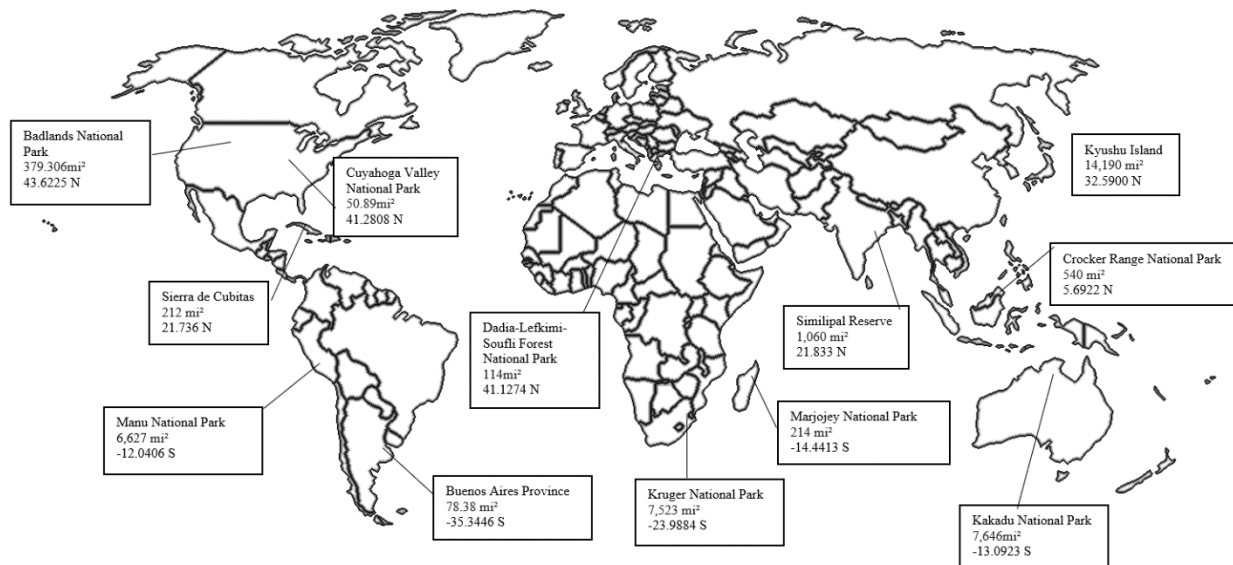 Badlands National
Park
379.306mi²
43.6225 N
Cuyahoga Valley
National Park
50.89mi²
41.2808 N
Kyushu Island
14,190 mi²
32.5900 N
Sierra de Cubitas
212 mi²
21.736 N
Dadia-Lefkimi-
Soufli Forest
National Park
114mi²
41.1274 N
Similipal Reserve
1,060 mi²
21.833 N
Crocker Range National Park
540 mi²
5.6922 N
Manu National Park
6,627 mi²
-12.0406 S
Marjojey National Park
214 mi²
-14.4413 S
Buenos Aires Province
78.38 mi²
-35.3446 S
Kruger National Park
7,523 mi²
-23.9884 S
Kakadu National Park
7,646mi²
-13.0923 S